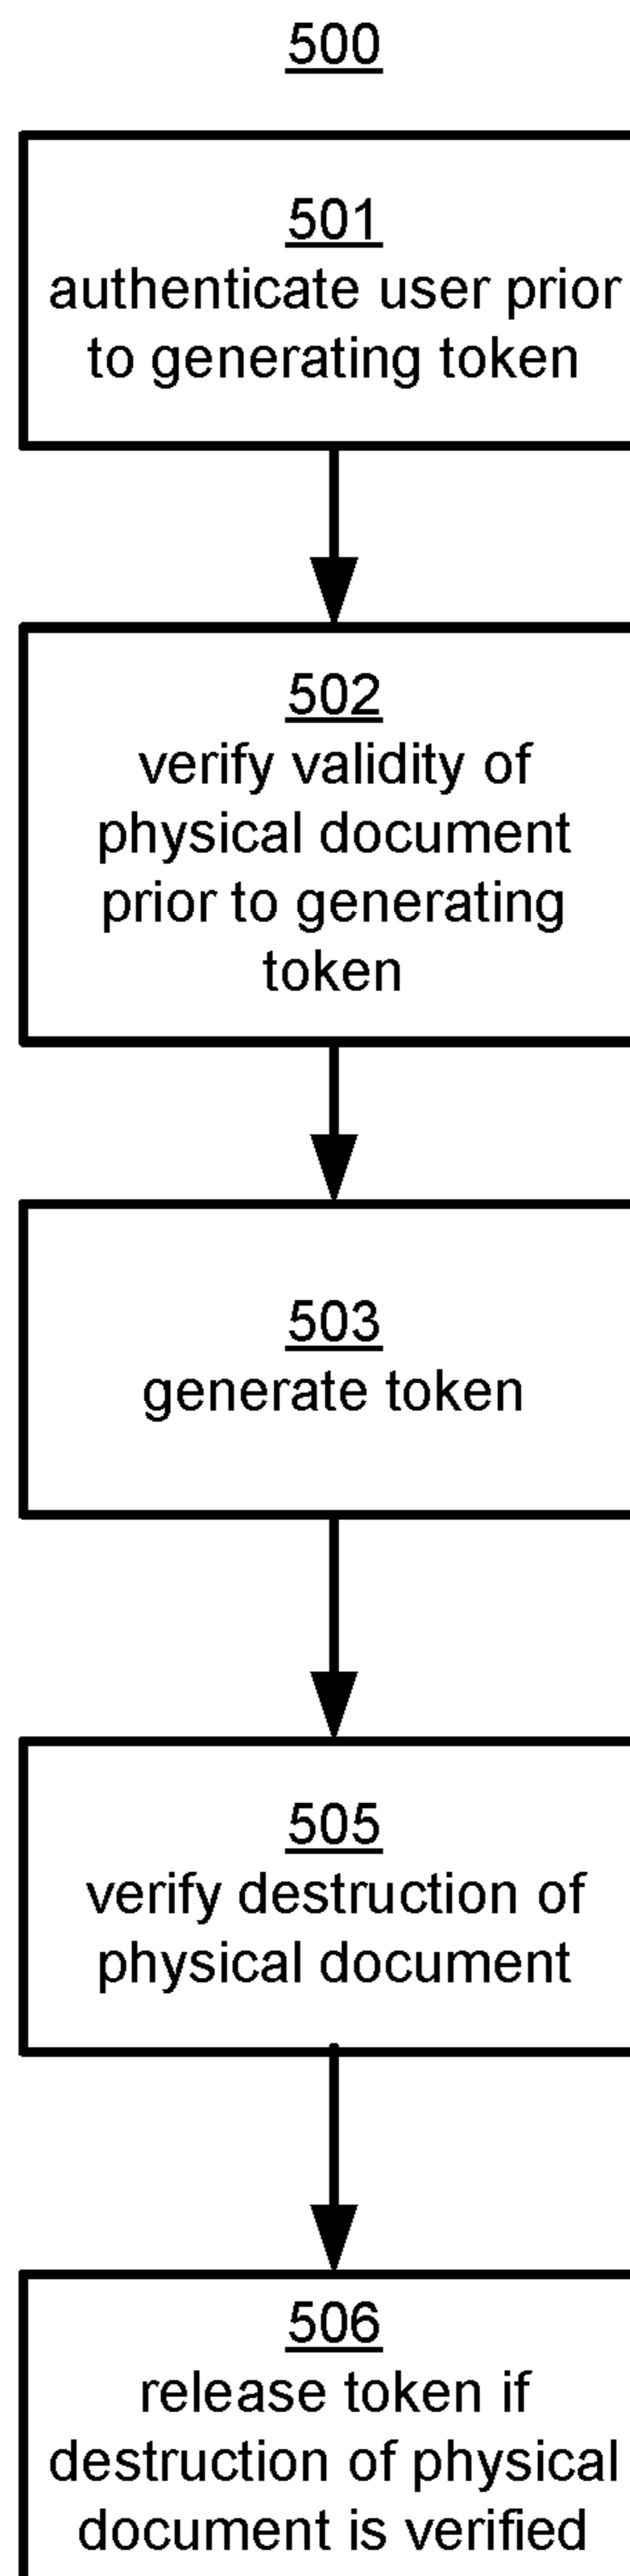 500
501
authenticate user prior
to generating token
502
verify validity of
physical document
prior to generating
token
503
generate token
505
verify destruction of
physical document
506
release token if
destruction of physical
document is verified